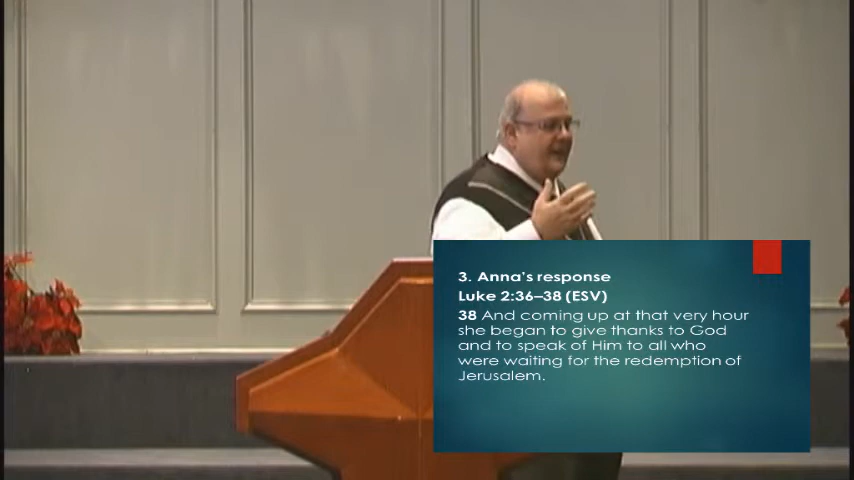 3. Anna's response
Luke 2:36–38 (ESV)
38 And coming up at that very hour
she began to give thanks to God
and to speak of Him to all who
were waiting for the redemption of
Jerusalem.